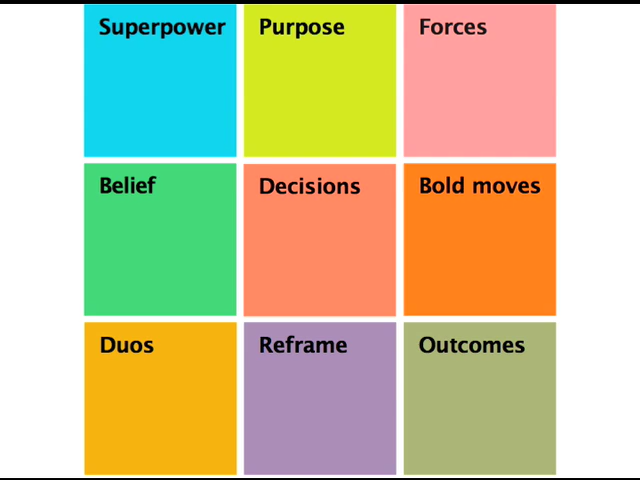 Superpower
Purpose
Forces
Belief
Decisions
Bold moves
Duos
Reframe
Outcomes